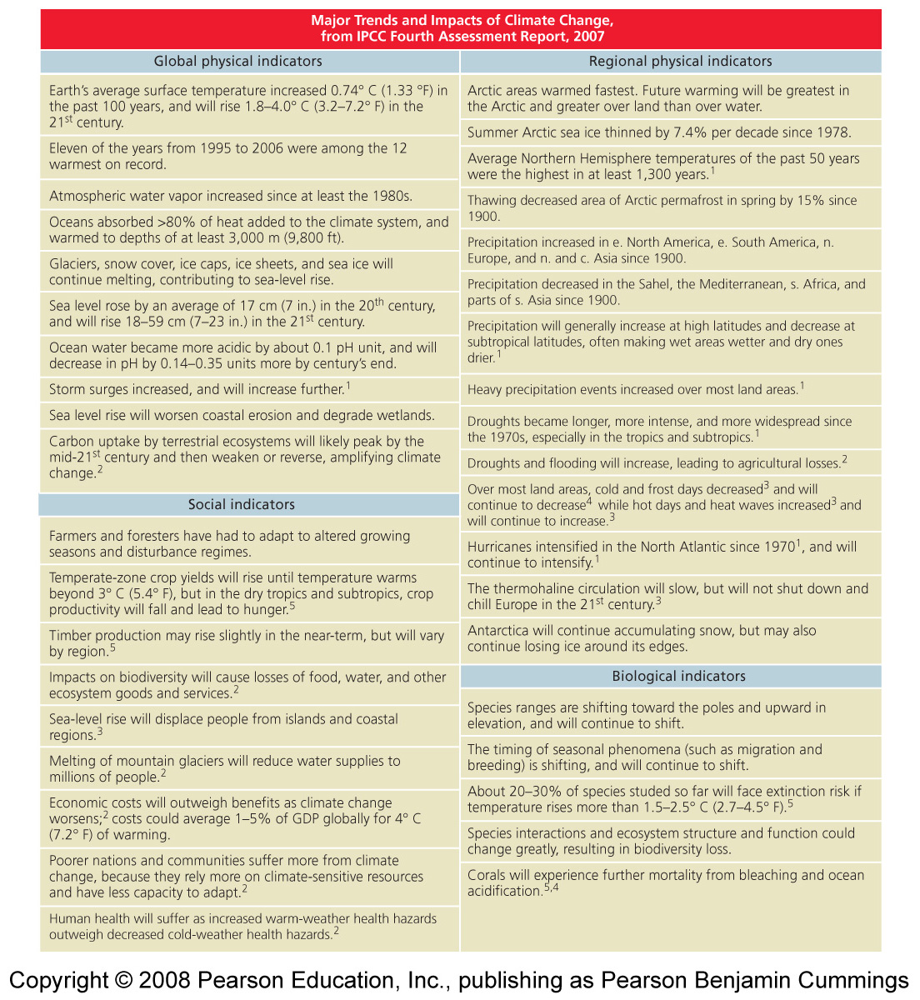 Major Trends and Impacts of Climate Change,
from IPCC Fourth Assessment Report, 2007
Global physical indicators
Earth's average surface temperature increased 0.74° C (1.33 °F) in
the past 100 years, and will rise 1.8–4.0° C (3.2–7.2° F) in the
21st century.
Eleven of the years from 1995 to 2006 were among the 12
warmest on record.
Atmospheric water vapor increased since at least the 1980s.
Oceans absorbed >80% of heat added to the climate system, and
warmed to depths of at least 3,000 m (9,800 ft).
Glaciers, snow cover, ice caps, ice sheets, and sea ice will
continue melting, contributing to sea-level rise.
Sea level rose by an average of 17 cm (7 in.) in the 20th century,
and will rise 18–59 cm (7–23 in.) in the 21st century.
Ocean water became more acidic by about 0.1 pH unit, and will
decrease in pH by 0.14–0.35 units more by century's end.
Storm surges increased, and will increase further.1
Sea level rise will worsen coastal erosion and degrade wetlands.
Carbon uptake by terrestrial ecosystems will likely peak by the
mid-21st century and then weaken or reverse, amplifying climate
change.2
Social indicators
Farmers and foresters have had to adapt to altered growing
seasons and disturbance regimes.
Temperate-zone crop yields will rise until temperature warms
beyond 3° C (5.4° F), but in the dry tropics and subtropics, crop
productivity will fall and lead to hunger.5
Timber production may rise slightly in the near-term, but will vary
by region.5
Impacts on biodiversity will cause losses of food, water, and other
ecosystem goods and services.2
Sea-level rise will displace people from islands and coastal
regions.3
Melting of mountain glaciers will reduce water supplies to
millions of people.2
Economic costs will outweigh benefits as climate change
worsens;2 costs could average 1–5% of GDP globally for 4° C
(7.2° F) of warming.
Poorer nations and communities suffer more from climate
change, because they rely more on climate-sensitive resources
and have less capacity to adapt.2
Human health will suffer as increased warm-weather health hazards
outweigh decreased cold-weather health hazards.2
Regional physical indicators
Arctic areas warmed fastest. Future warming will be greatest in
the Arctic and greater over land than over water.
Summer Arctic sea ice thinned by 7.4% per decade since 1978.
Average Northern Hemisphere temperatures of the past 50 years
were the highest in at least 1,300 years.1
Thawing decreased area of Arctic permafrost in spring by 15% since
1900.
Precipitation increased in e. North America, e. South America, n.
Europe, and n. and c. Asia since 1900.
Precipitation decreased in the Sahel, the Mediterranean, s. Africa, and
parts of s. Asia since 1900.
Precipitation will generally increase at high latitudes and decrease at
subtropical latitudes, often making wet areas wetter and dry ones
drier.1
Heavy precipitation events increased over most land areas.1
Droughts became longer, more intense, and more widespread since
the 1970s, especially in the tropics and subtropics.1
Droughts and flooding will increase, leading to agricultural losses.2
Over most land areas, cold and frost days decreased3 and will
continue to decrease4 while hot days and heat waves increased3 and
will continue to increase.3
Hurricanes intensified in the North Atlantic since 19701, and will
continue to intensify.1
The thermohaline circulation will slow, but will not shut down and
chill Europe in the 21st century.3
Antarctica will continue accumulating snow, but may also
continue losing ice around its edges.
Biological indicators
Species ranges are shifting toward the poles and upward in
elevation, and will continue to shift.
The timing of seasonal phenomena (such as migration and
breeding) is shifting, and will continue to shift.
About 20–30% of species studed so far will face extinction risk if
temperature rises more than 1.5–2.5° C (2.7–4.5° F).5
Species interactions and ecosystem structure and function could
change greatly, resulting in biodiversity loss.
Corals will experience further mortality from bleaching and ocean
acidification.5,4
Copyright © 2008 Pearson Education, Inc., publishing as Pearson Benjamin Cummings